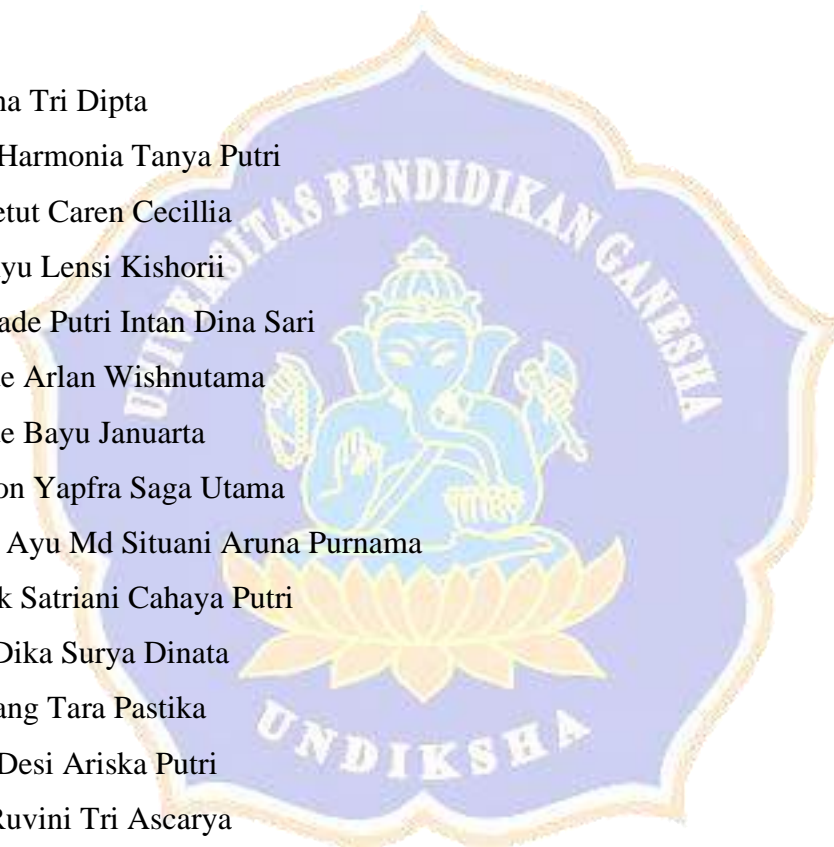 na Tri Dipta
Harmonia Tanya Putri
etut Caren Cecillia
yu Lensi Kishorii
ade Putri Intan Dina Sari
e Arlan Wishnutama
e Bayu Januarta
on Yapfra Saga Utama
Ayu Md Situani Aruna Purnama
k Satriani Cahaya Putri
Dika Surya Dinata
ang Tara Pastika
Desi Ariska Putri
Ruvini Tri Ascarya
UNIVERSITAS PENDIDIKAN GANESHA
UNDIKSHA